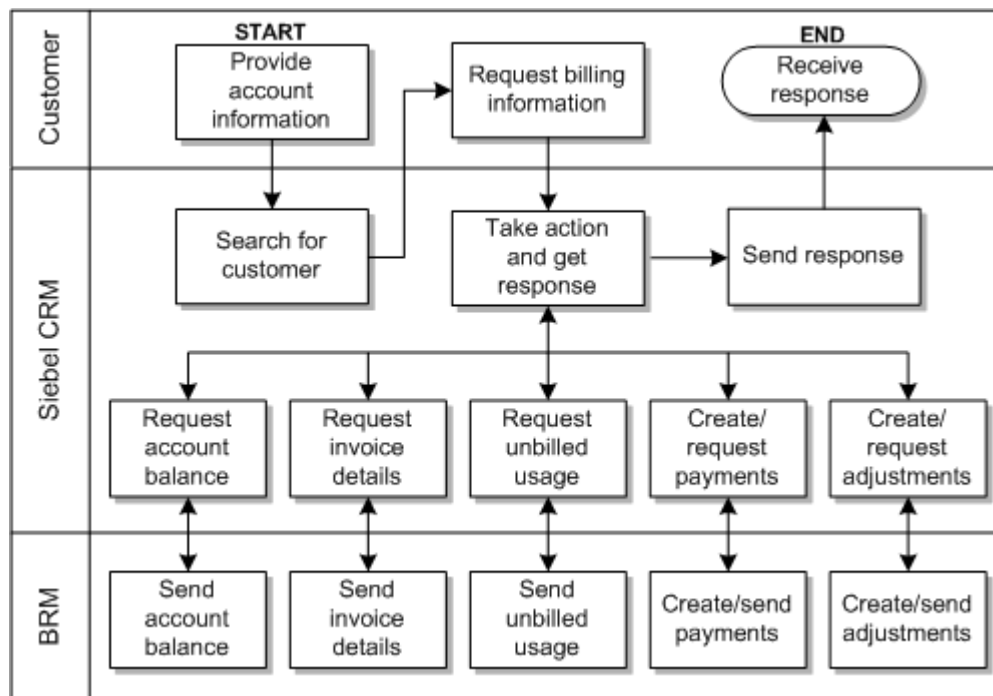 Customer
START
Provide
account
information
Request billing
information
END
Receive
response
Siebel CRM
Search for
customer
Take action
and get
response
Send response
Request
account
balance
Request
invoice
details
Request
unbilled
usage
Create/
request
payments
Create/
request
adjustments
BRM
Send
account
balance
Send
invoice
details
Send
unbilled
usage
Create/send
payments
Create/send
adjustments